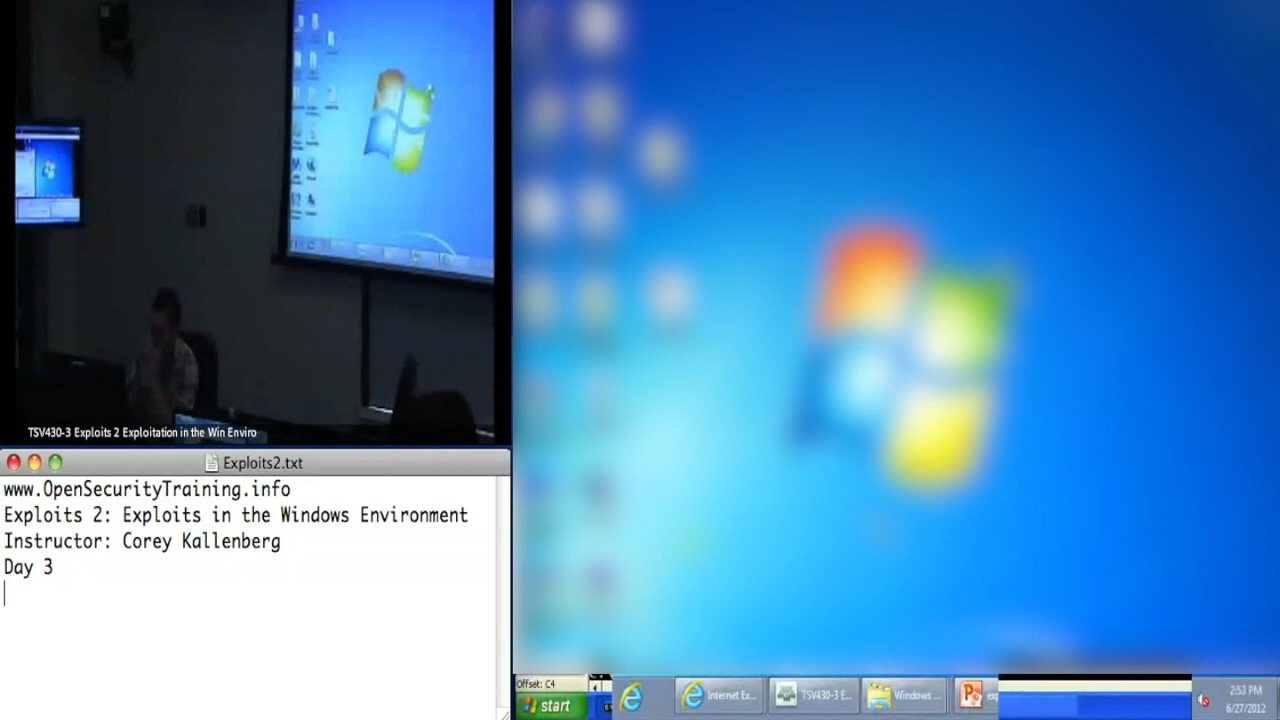 TSV430-3 Exploits 2 Exploitation in the Win Enviro
Exploits2.txt
www.OpenSecurityTraining.info
Exploits 2: Exploits in the Windows Environment
Instructor: Corey Kallenberg
Day 3
Offset: C4
start
Internet Ex...
TSV430-3 E...
Windows ...
2:53 PM
6/27/2012